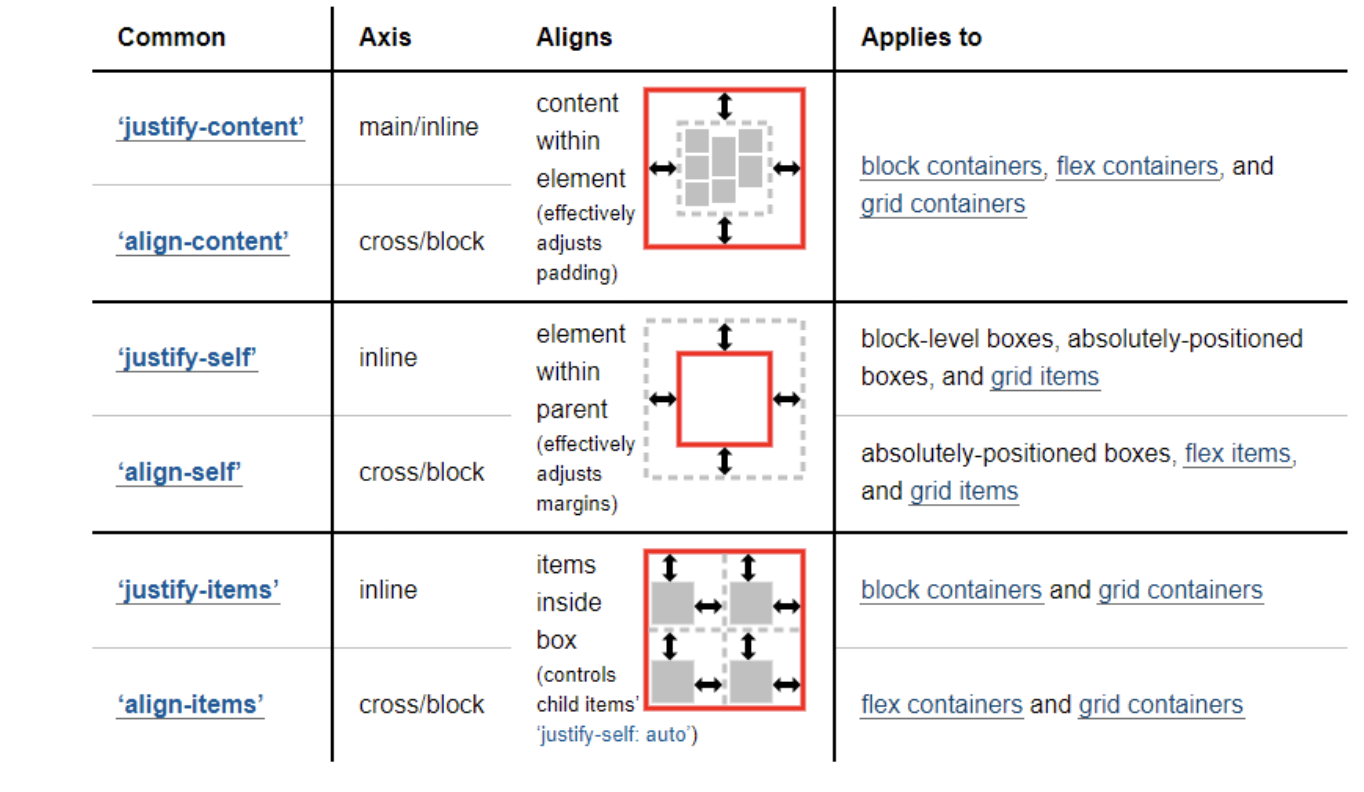 Common Axis Aligns Applies to
‘justify-content’ main/inline
‘align-content’ cross/block
content
within
element
(effectively
adjusts
padding)
block containers, flex containers, and
grid containers
‘justify-self’ inline
‘align-self’ cross/block
element
within
parent
(effectively
adjusts
margins)
block-level boxes, absolutely-positioned
boxes, and grid items
absolutely-positioned boxes, flex items,
and grid items
‘justify-items’ inline
‘align-items’ cross/block
items
inside
box
(controls
child items’
‘justify-self: auto’)
block containers and grid containers
flex containers and grid containers